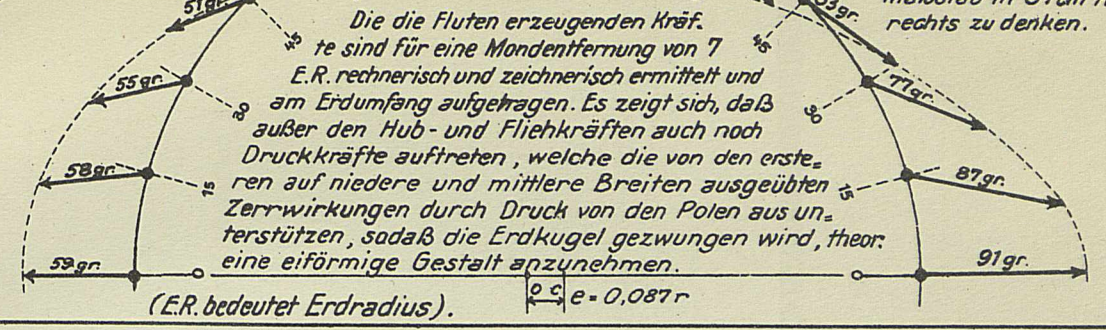 51gr.
Die die Fluten erzeugenden Kräf-
te sind für eine Mondentfernung von 7
E.R. rechnerisch und zeichnerisch ermittelt und
am Erdumfang aufgetragen. Es zeigt sich, daß
außer den Hub- und Fliehkräften auch noch
Druckkräfte auftreten, welche die von den erste=
ren auf niedere und mittlere Breiten ausgeübten
Zerrwirkungen durch Druck von den Polen aus un=
terstützen, sodaß die Erdkugel gezwungen wird, theor.
eine eiförmige Gestalt anzunehmen.
(E.R. bedeutet Erdradius).
45
55gr.
30
58gr.
15
59gr.
o c e = 0,087 r
rechts zu denken.
63gr.
45
77gr.
30
87gr.
15
91gr.